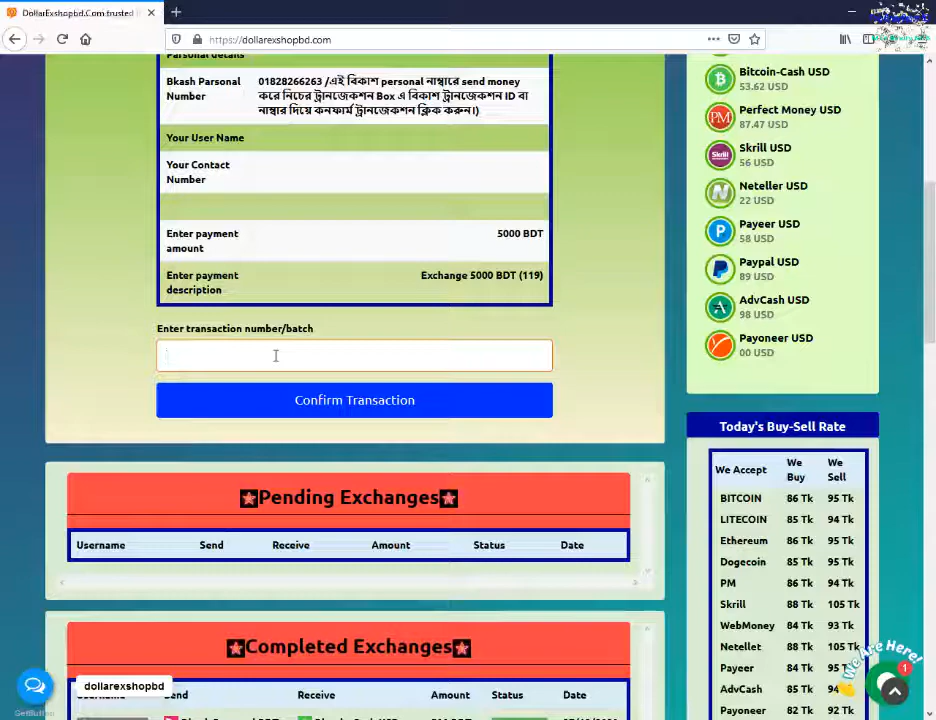 DollarExshopbd.Com trusted
https://dollarexshopbd.com
Personal details
Bkash Parsonal Number
01828266263 /এই বিকাশ personal নাম্বারে send money
করে নিচের ট্রানজেকশন Box এ বিকাশ ট্রানজেকশন ID বা
নাম্বার দিয়ে কনফার্ম ট্রানজেকশন ক্লিক করুন।)
Your User Name
Your Contact
Number
Enter payment
amount
5000 BDT
Enter payment
description
Exchange 5000 BDT (119)
Enter transaction number/batch
Confirm Transaction
Pending Exchanges
Username Send Receive Amount Status Date
Completed Exchanges
Username Send Receive Amount Status Date
dollarexshopbd
GetButton
Bitcoin-Cash USD
53.62 USD
Perfect Money USD
87.47 USD
Skrill USD
56 USD
Neteller USD
22 USD
Payeer USD
58 USD
Paypal USD
89 USD
AdvCash USD
98 USD
Payoneer USD
00 USD
Today's Buy-Sell Rate
We Accept We Buy We Sell
BITCOIN 86 Tk 95 Tk
LITECOIN 85 Tk 94 Tk
Ethereum 86 Tk 95 Tk
Dogecoin 85 Tk 95 Tk
PM 86 Tk 94 Tk
Skrill 88 Tk 105 Tk
WebMoney 84 Tk 93 Tk
Netellet 88 Tk 105 Tk
Payeer 84 Tk 95 Tk
AdvCash 85 Tk 94 Tk
Payoneer 82 Tk 92 Tk
We Are Here!
1